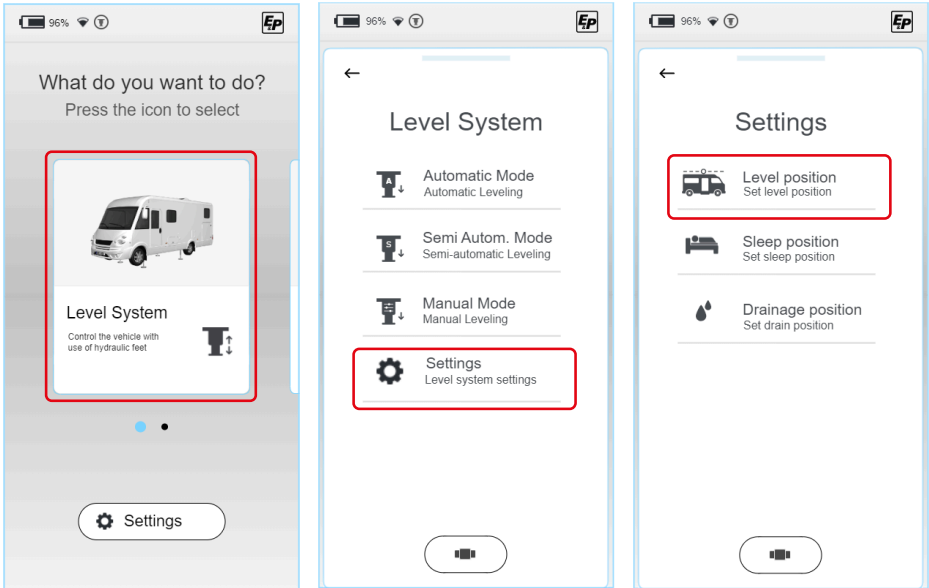 96%
T
EP
What do you want to do?
Press the icon to select
Level System
Control the vehicle with
use of hydraulic feet
Settings
96%
T
EP
Level System
A
Automatic Mode
Automatic Leveling
S
Semi Autom. Mode
Semi-automatic Leveling
Manual Mode
Manual Leveling
Settings
Level system settings
96%
T
EP
Settings
Level position
Set level position
Sleep position
Set sleep position
Drainage position
Set drain position